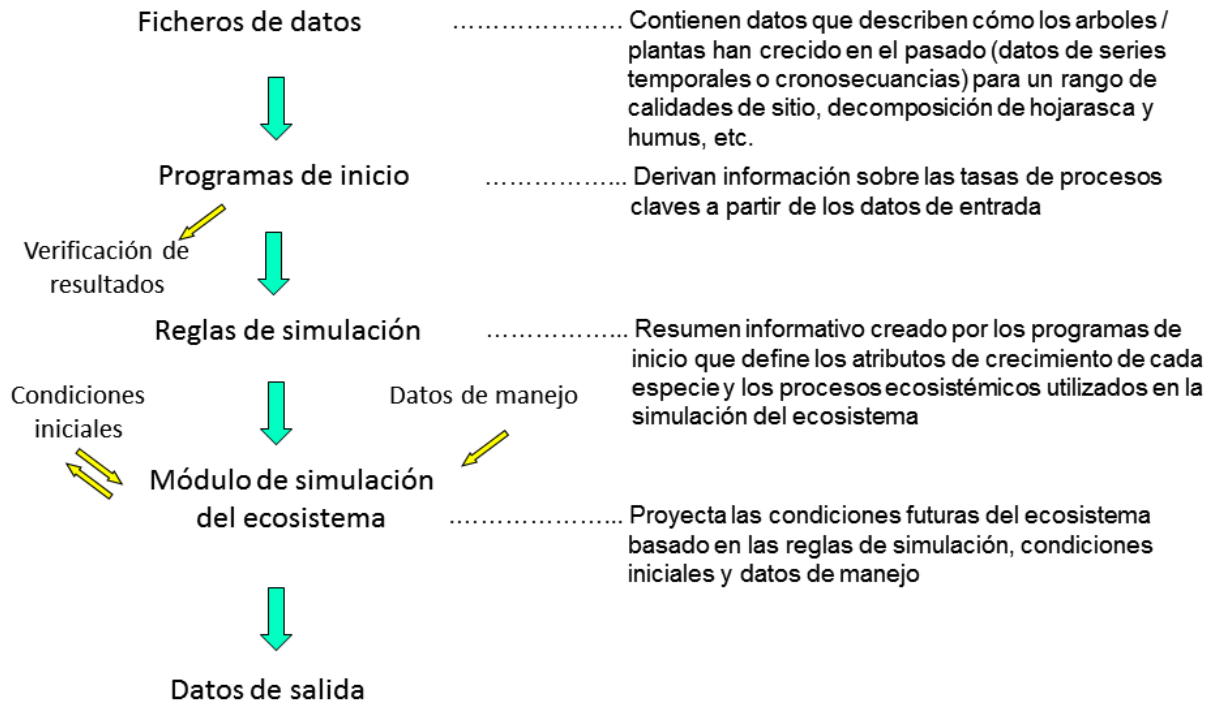 Ficheros de datos
………………… Contienen datos que describen cómo los arboles /
plantas han crecido en el pasado (datos de series
temporales o cronosecuancias) para un rango de
calidades de sitio, decomposición de hojarasca y
humus, etc.
Programas de inicio
……………... Derivan información sobre las tasas de procesos
claves a partir de los datos de entrada
Verificación de
resultados
Reglas de simulación
……………... Resumen informativo creado por los programas de
inicio que define los atributos de crecimiento de cada
especie y los procesos ecosistémicos utilizados en la
simulación del ecosistema
Condiciones
iniciales
Datos de manejo
Módulo de simulación
del ecosistema
.………………... Proyecta las condiciones futuras del ecosistema
basado en las reglas de simulación, condiciones
iniciales y datos de manejo
Datos de salida